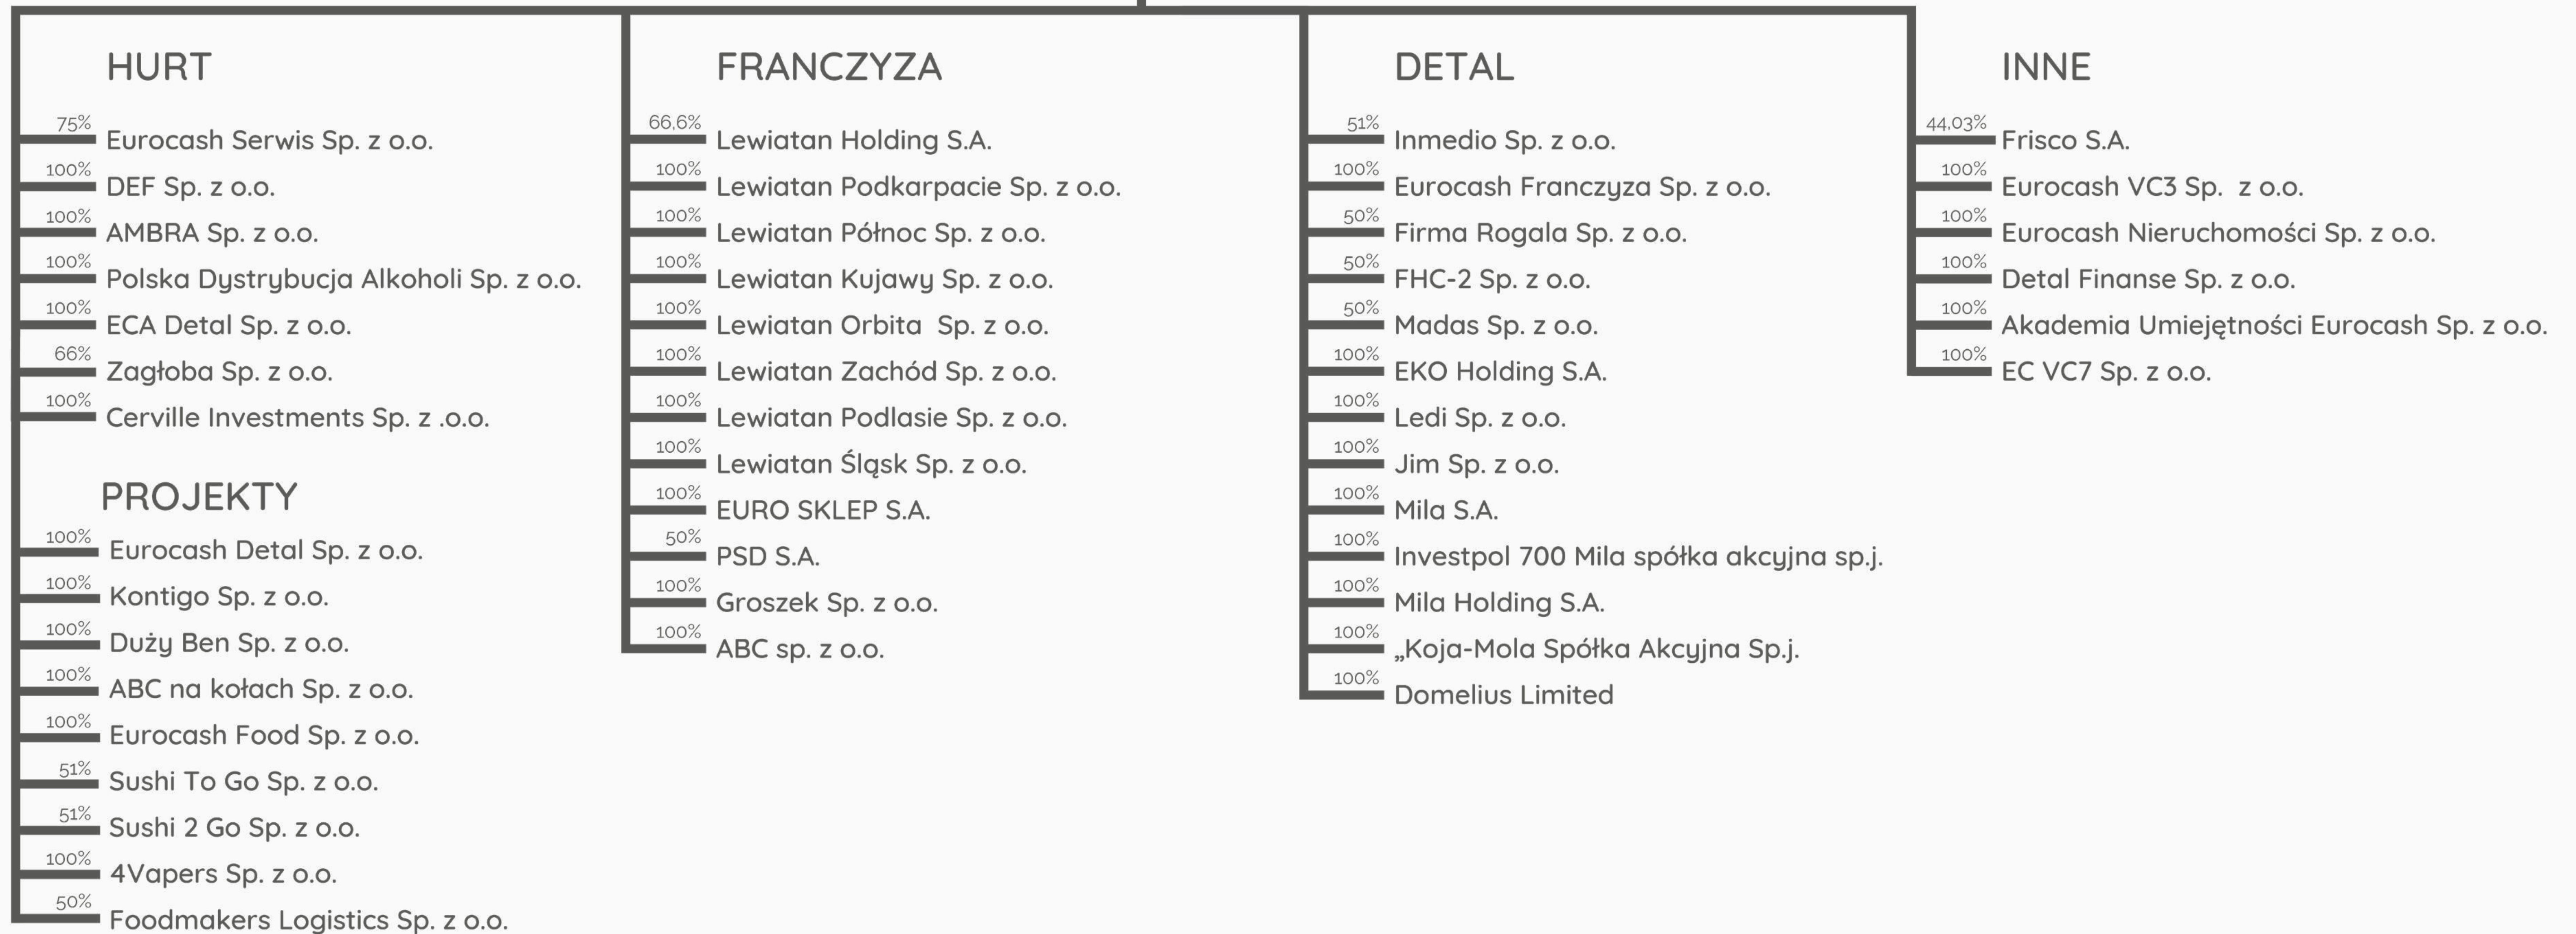 HURT
75%
Eurocash Serwis Sp. z o.o.
100%
DEF Sp. z o.o.
100%
AMBRA Sp. z o.o.
100%
Polska Dystrybucja Alkoholi Sp. z o.o.
100%
ECA Detal Sp. z o.o.
66%
Zagłoba Sp. z o.o.
100%
Cerville Investments Sp. z .o.o.
PROJEKTY
100%
Eurocash Detal Sp. z o.o.
100%
Kontigo Sp. z o.o.
100%
Duży Ben Sp. z o.o.
100%
ABC na kołach Sp. z o.o.
100%
Eurocash Food Sp. z o.o.
51%
Sushi To Go Sp. z o.o.
51%
Sushi 2 Go Sp. z o.o.
100%
4Vapers Sp. z o.o.
50%
Foodmakers Logistics Sp. z o.o.
FRANCZYZA
66,6%
Lewiatan Holding S.A.
100%
Lewiatan Podkarpacie Sp. z o.o.
100%
Lewiatan Północ Sp. z o.o.
100%
Lewiatan Kujawy Sp. z o.o.
100%
Lewiatan Orbita  Sp. z o.o.
100%
Lewiatan Zachód Sp. z o.o.
100%
Lewiatan Podlasie Sp. z o.o.
100%
Lewiatan Śląsk Sp. z o.o.
100%
EURO SKLEP S.A.
50%
PSD S.A.
100%
Groszek Sp. z o.o.
100%
ABC sp. z o.o.
DETAL
51%
Inmedio Sp. z o.o.
100%
Eurocash Franczyza Sp. z o.o.
50%
Firma Rogala Sp. z o.o.
50%
FHC-2 Sp. z o.o.
50%
Madas Sp. z o.o.
100%
EKO Holding S.A.
100%
Ledi Sp. z o.o.
100%
Jim Sp. z o.o.
100%
Mila S.A.
100%
Investpol 700 Mila spółka akcyjna sp.j.
100%
Mila Holding S.A.
100%
„Koja-Mola Spółka Akcyjna Sp.j.
100%
Domelius Limited
INNE
44,03%
Frisco S.A.
100%
Eurocash VC3 Sp.  z o.o.
100%
Eurocash Nieruchomości Sp. z o.o.
100%
Detal Finanse Sp. z o.o.
100%
Akademia Umiejętności Eurocash Sp. z o.o.
100%
EC VC7 Sp. z o.o.